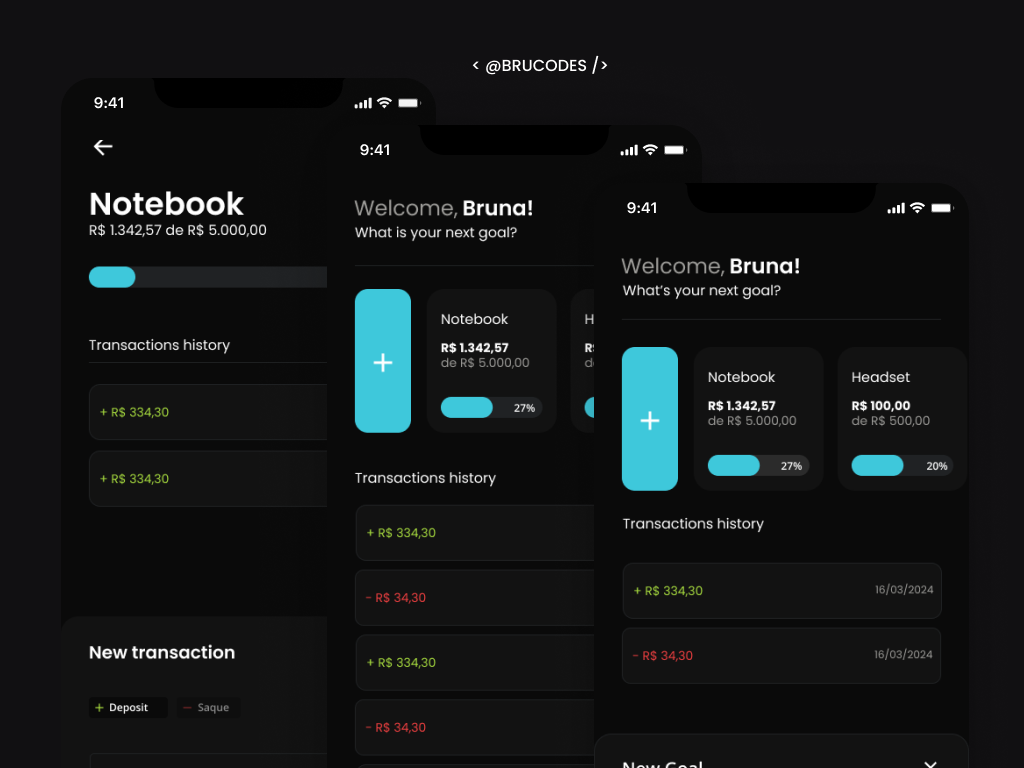 < @BRUCODES />
9:41
Notebook
R$ 1.342,57 de R$ 5.000,00
Transactions history
+ R$ 334,30
+ R$ 334,30
New transaction
+ Deposit
- Saque
9:41
Welcome, Bruna!
What is your next goal?
+
Notebook
R$ 1.342,57
de R$ 5.000,00
27%
Transactions history
+ R$ 334,30
- R$ 34,30
+ R$ 334,30
- R$ 34,30
9:41
Welcome, Bruna!
What's your next goal?
+
Notebook
R$ 1.342,57
de R$ 5.000,00
27%
Headset
R$ 100,00
de R$ 500,00
20%
Transactions history
+ R$ 334,30 16/03/2024
- R$ 34,30 16/03/2024
New Goal